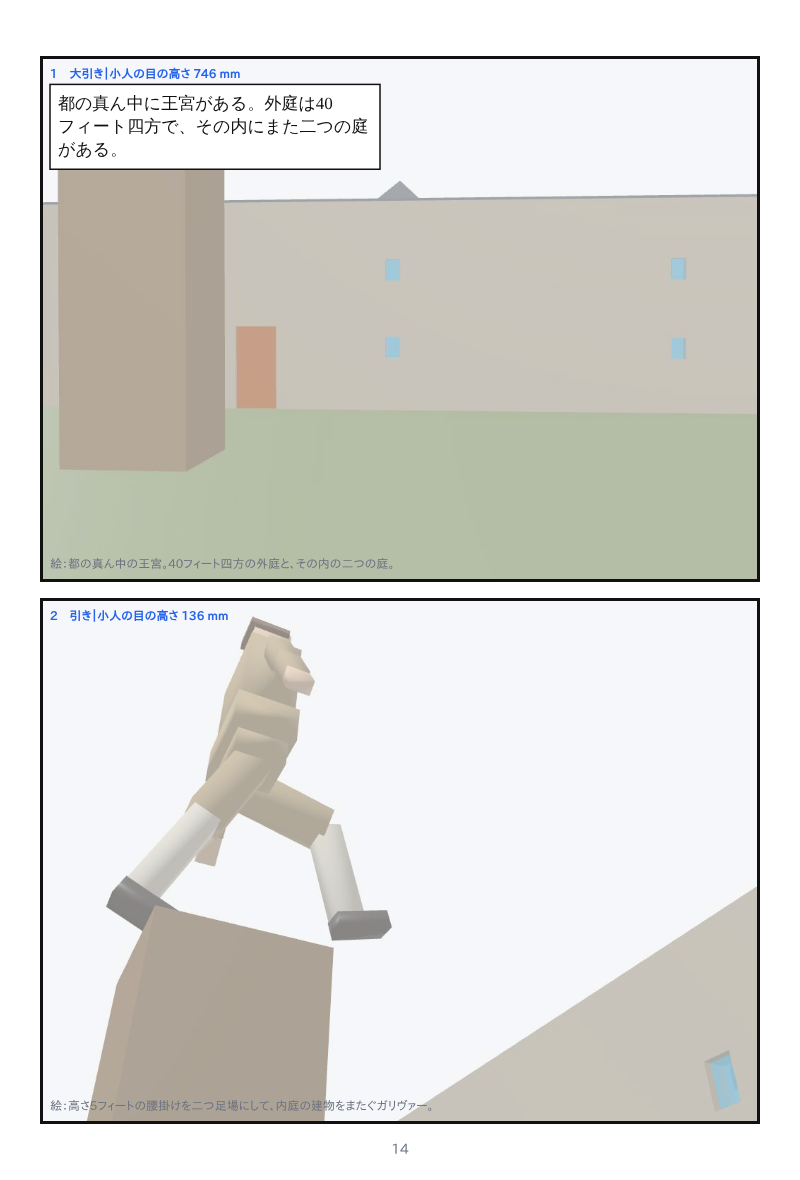 1 大引き|小人の目の高さ746 mm
都の真ん中に王宮がある。外庭は40
フィート四方で、その内にまた二つの庭
がある。
絵:都の真ん中の王宮。40フィート四方の外庭と、その内の二つの庭。
2 引き|小人の目の高さ136 mm
絵:高さ5フィートの腰掛けを二つ足場にして、内庭の建物をまたぐガリヴァー。
14